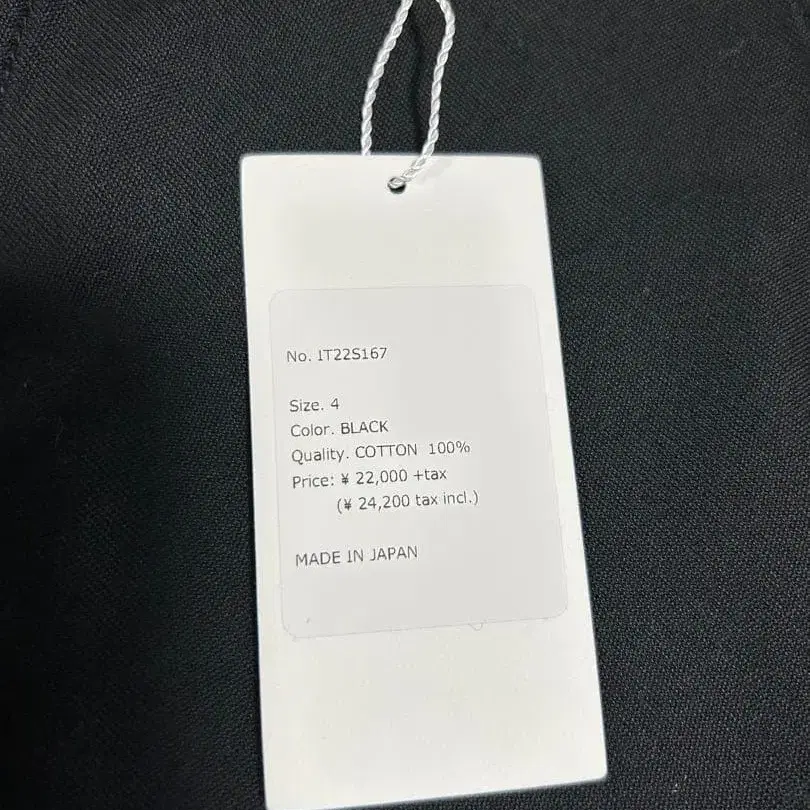 No. 1T22S167
Size. 4
Color. BLACK
Quality. COTTON 100%
Price: ¥ 22,000 +tax
(¥ 24,200 tax incl.)
MADE IN JAPAN